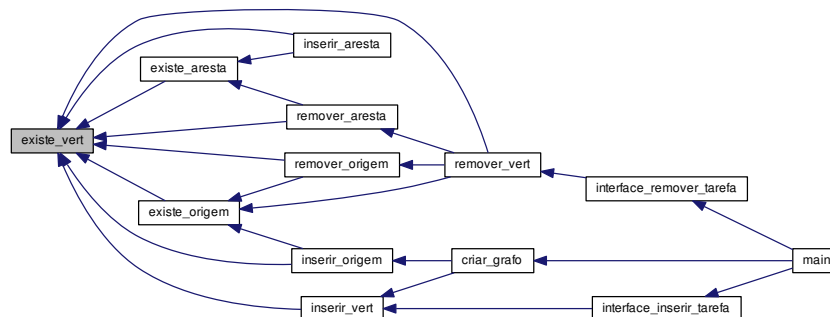 inserir_aresta
existe_aresta
remover_aresta
existe_vert
remover_origem
remover_vert
interface_remover_tarefa
existe_origem
inserir_origem
criar_grafo
main
inserir_vert
interface_inserir_tarefa